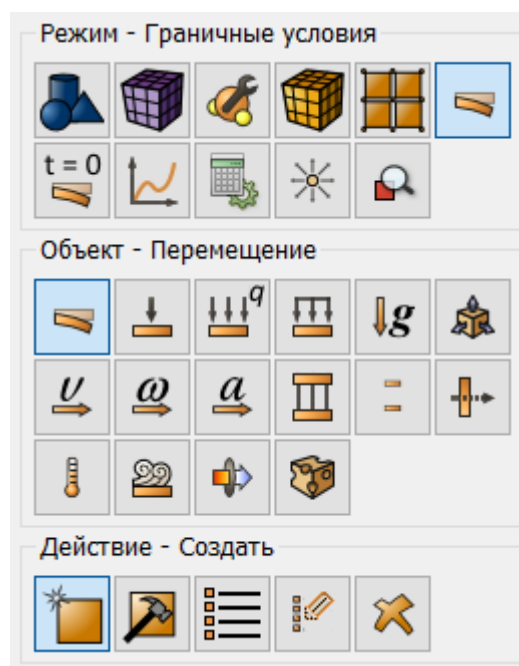 Режим - Граничные условия
t = 0
Объект - Перемещение
q
g
υ ω a
Действие - Создать